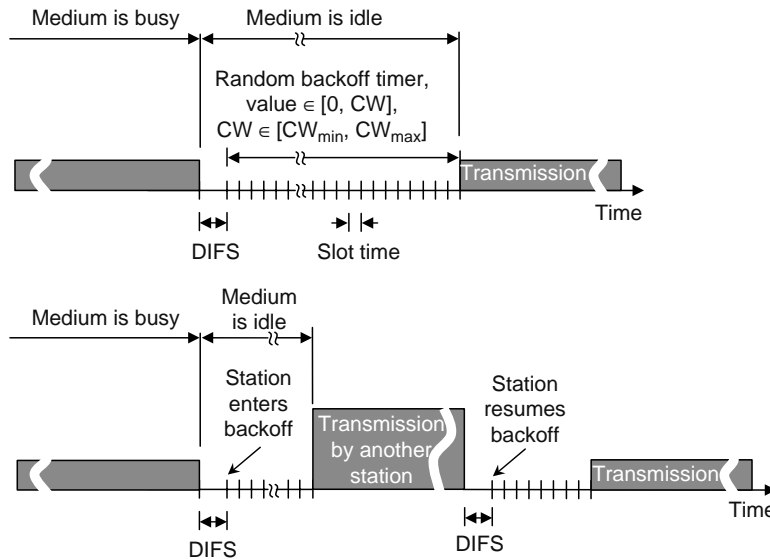 Medium is busy
Medium is idle
Random backoff timer,
value ∈ [0, CW],
CW ∈ [CWmin, CWmax]
Transmission
Time
DIFS
Slot time
Medium is busy
Medium
is idle
Station
enters
backoff
Station
resumes
backoff
Transmission
by another
station
Transmission
Time
DIFS
DIFS